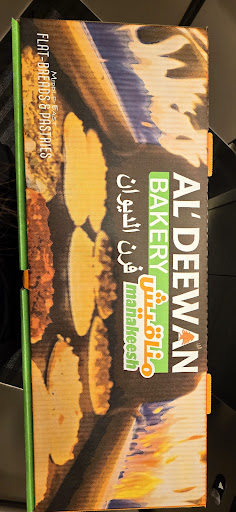 AL' DEEWAN
BAKERY
مناقيش
manakeesh
فرن الديوان
FLAT-BREADS & PASTRIES